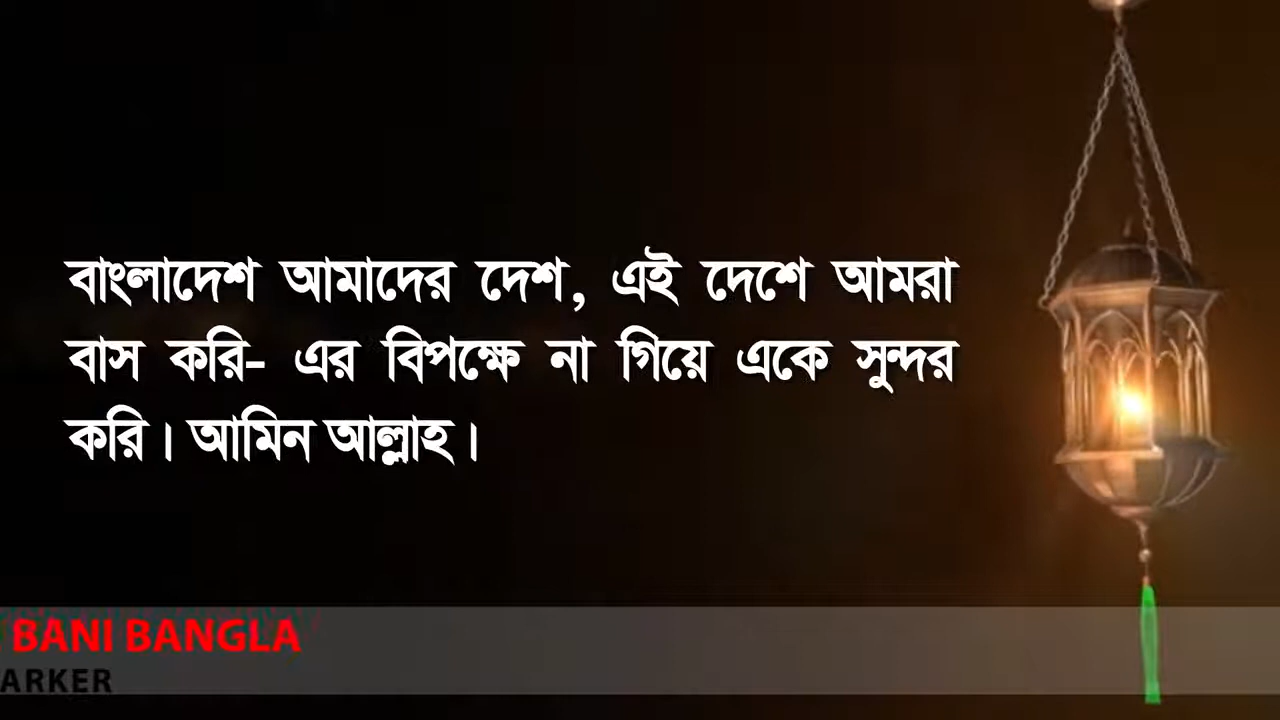 বাংলাদেশ আমাদের দেশ, এই দেশে আমরা
বাস করি- এর বিপক্ষে না গিয়ে একে সুন্দর
করি। আমিন আল্লাহ।
BANI BANGLA
ARKER